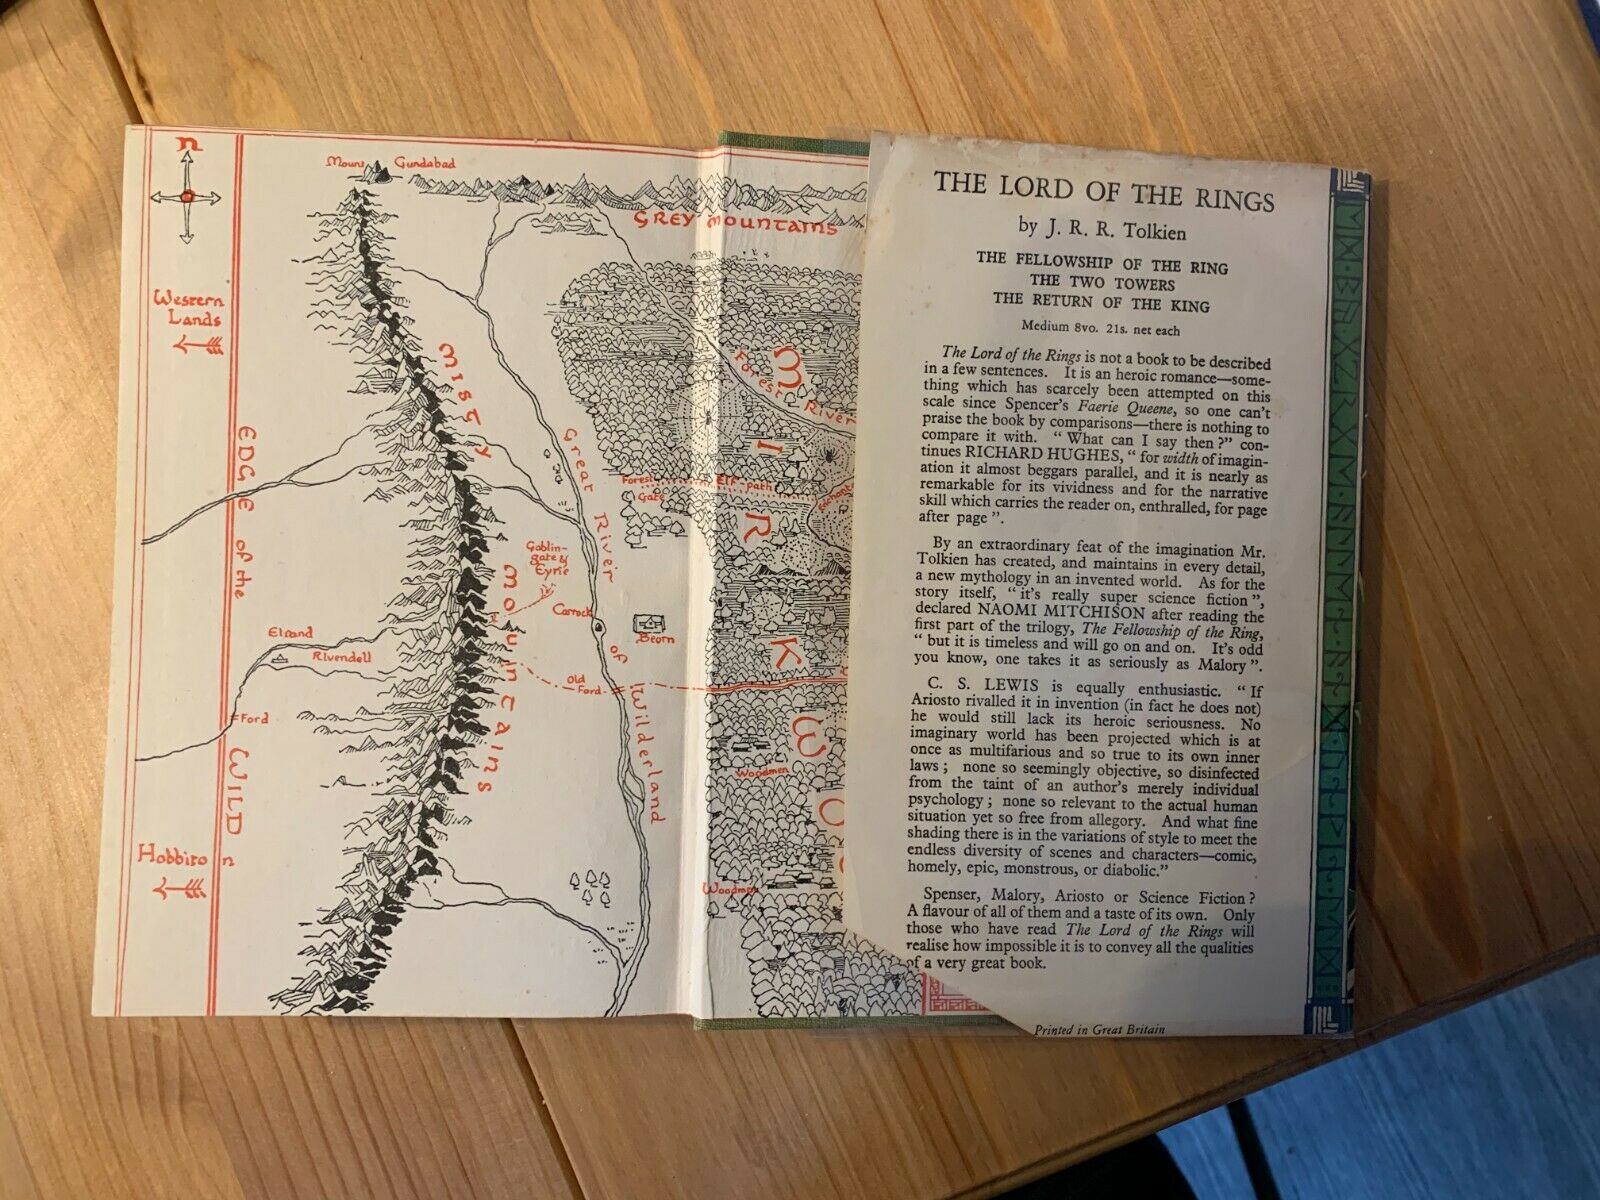 n
Mount Gundabad
GREY MOUNTAINS
Western
Lands
MISTY MOUNTAINS
EDGE of the WILD
Great River of Wilderland
Forest River
MIRKWO
Forest
Gate
Elf-path
Goblin-
gate &
Eyrie
Carrock
Beorn
Elrond
Rivendell
Old
Ford
Ford
Woodmen
Woodmen
Hobbiton
THE LORD OF THE RINGS
by J. R. R. Tolkien
THE FELLOWSHIP OF THE RING
THE TWO TOWERS
THE RETURN OF THE KING
Medium 8vo. 21s. net each
The Lord of the Rings is not a book to be described
in a few sentences. It is an heroic romance—some-
thing which has scarcely been attempted on this
scale since Spencer's Faerie Queene, so one can't
praise the book by comparisons—there is nothing to
compare it with. " What can I say then ?" con-
tinues RICHARD HUGHES, " for width of imagin-
ation it almost beggars parallel, and it is nearly as
remarkable for its vividness and for the narrative
skill which carries the reader on, enthralled, for page
after page ".
By an extraordinary feat of the imagination Mr.
Tolkien has created, and maintains in every detail,
a new mythology in an invented world. As for the
story itself, " it's really super science fiction ",
declared NAOMI MITCHISON after reading the
first part of the trilogy, The Fellowship of the Ring,
" but it is timeless and will go on and on. It's odd
you know, one takes it as seriously as Malory ".
C. S. LEWIS is equally enthusiastic. " If
Ariosto rivalled it in invention (in fact he does not)
he would still lack its heroic seriousness. No
imaginary world has been projected which is at
once as multifarious and so true to its own inner
laws ; none so seemingly objective, so disinfected
from the taint of an author's merely individual
psychology ; none so relevant to the actual human
situation yet so free from allegory. And what fine
shading there is in the variations of style to meet the
endless diversity of scenes and characters—comic,
homely, epic, monstrous, or diabolic."
Spenser, Malory, Ariosto or Science Fiction ?
A flavour of all of them and a taste of its own. Only
those who have read The Lord of the Rings will
realise how impossible it is to convey all the qualities
of a very great book.
Printed in Great Britain